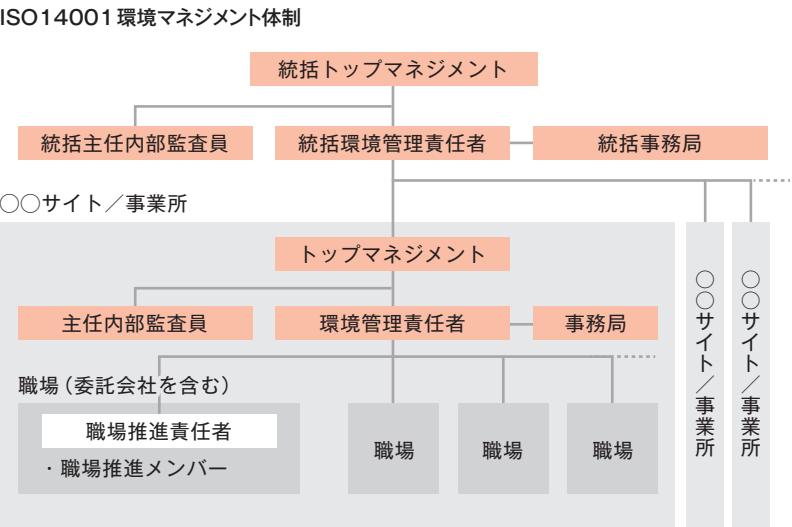 ISO14001環境マネジメント体制
統括トップマネジメント
統括主任内部監査員
統括環境管理責任者
統括事務局
○○サイト／事業所
トップマネジメント
主任内部監査員
環境管理責任者
事務局
職場（委託会社を含む）
職場推進責任者
・職場推進メンバー
職場
職場
職場
○○サイト／事業所
○○サイト／事業所